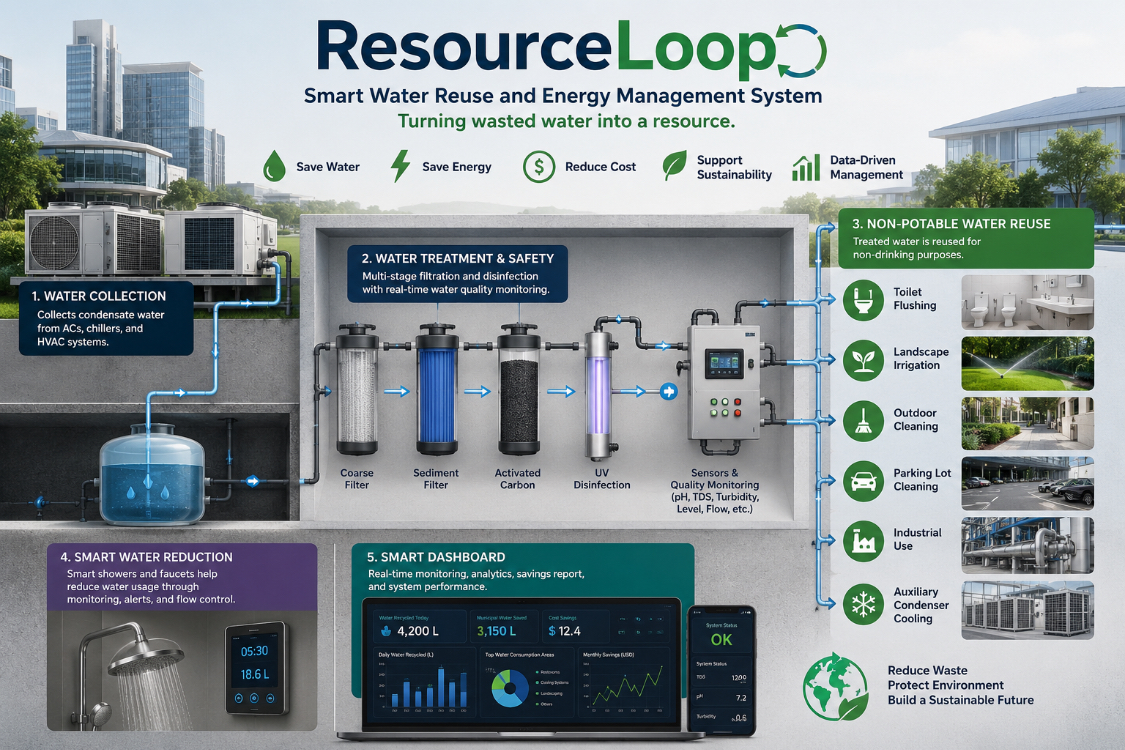 ResourceLoop
Smart Water Reuse and Energy Management System
Turning wasted water into a resource.
Save Water
Save Energy
$
Reduce Cost
Support
Sustainability
Data-Driven
Management
1. WATER COLLECTION
Collects condensate water
from ACs, chillers, and
HVAC systems.
2. WATER TREATMENT & SAFETY
Multi-stage filtration and disinfection
with real-time water quality monitoring.
Coarse
Filter
Sediment
Filter
Activated
Carbon
UV
Disinfection
Sensors &
Quality Monitoring
(pH, TDS, Turbidity,
Level, Flow, etc.)
3. NON-POTABLE WATER REUSE
Treated water is reused for
non-drinking purposes.
Toilet
Flushing
Landscape
Irrigation
Outdoor
Cleaning
Parking Lot
Cleaning
Industrial
Use
Auxiliary
Condenser
Cooling
4. SMART WATER REDUCTION
Smart showers and faucets help
reduce water usage through
monitoring, alerts, and flow control.
05:30
18.6 L
5. SMART DASHBOARD
Real-time monitoring, analytics, savings report,
and system performance.
Water Recycled Today
4,200 L
Municipal Water Saved
3,150 L
Cost Savings
$ 12.4
Daily Water Recycled (L)
Top Water Consumption Areas
Restrooms
Cooling Systems
Landscaping
Others
Monthly Savings (USD)
System Status
OK
System Status
TDS
pH
7.2
Turbidity
Reduce Waste
Protect Environment
Build a Sustainable Future